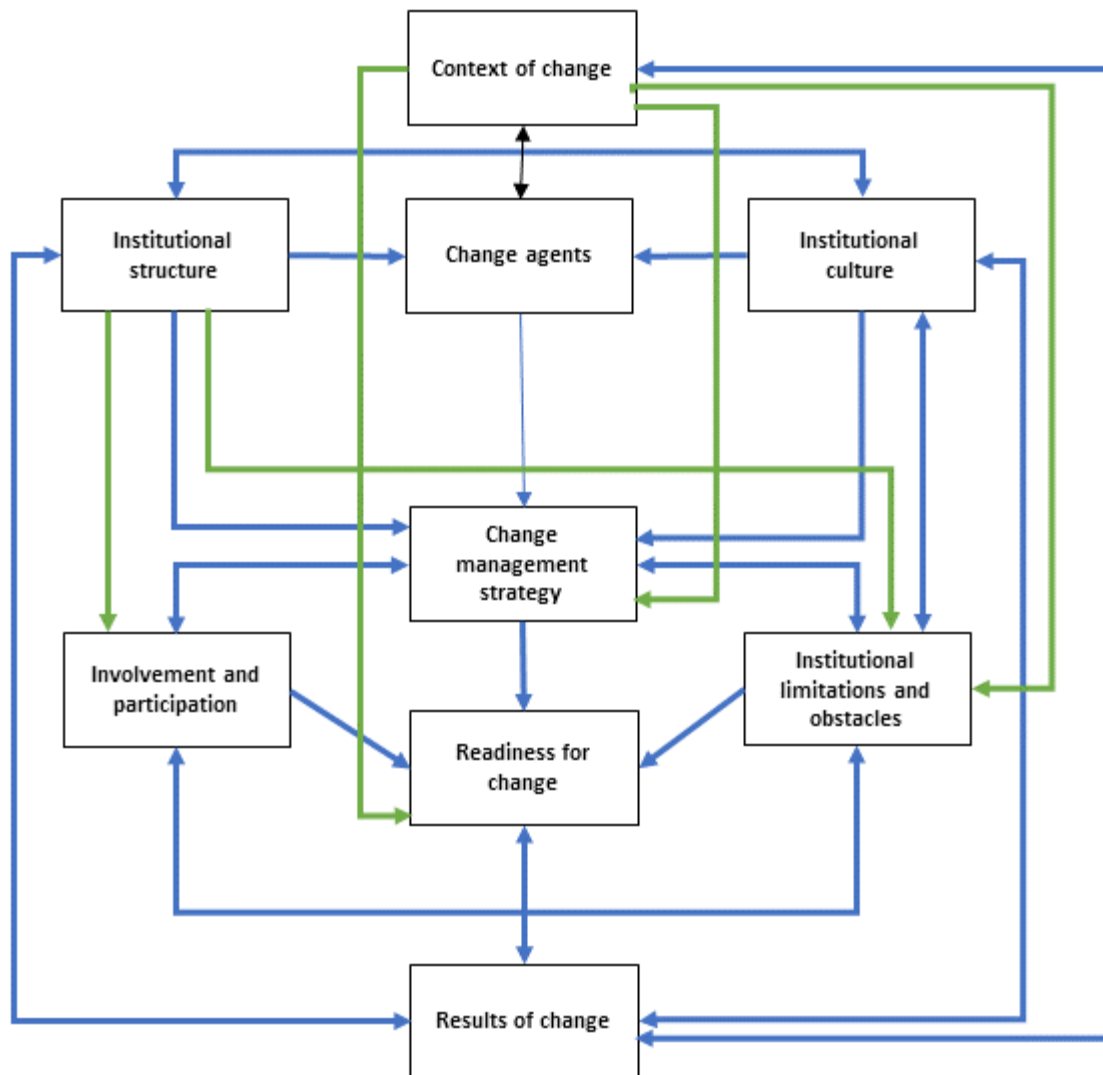 Context of change
Institutional
structure
Change agents
Institutional
culture
Change
management
strategy
Involvement and
participation
Institutional
limitations and
obstacles
Readiness for
change
Results of change